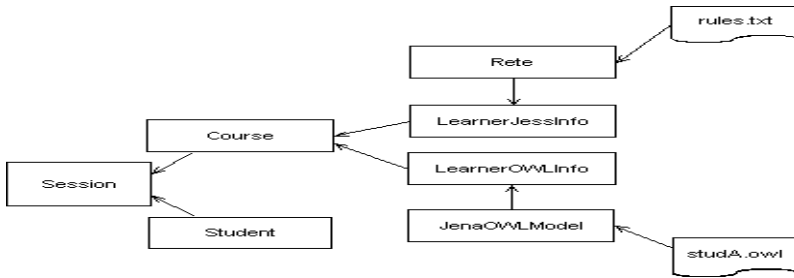 rules.txt
Rete
LearnerJessInfo
Course
LearnerOWLInfo
Session
Student
JenaOWLModel
studA.owl